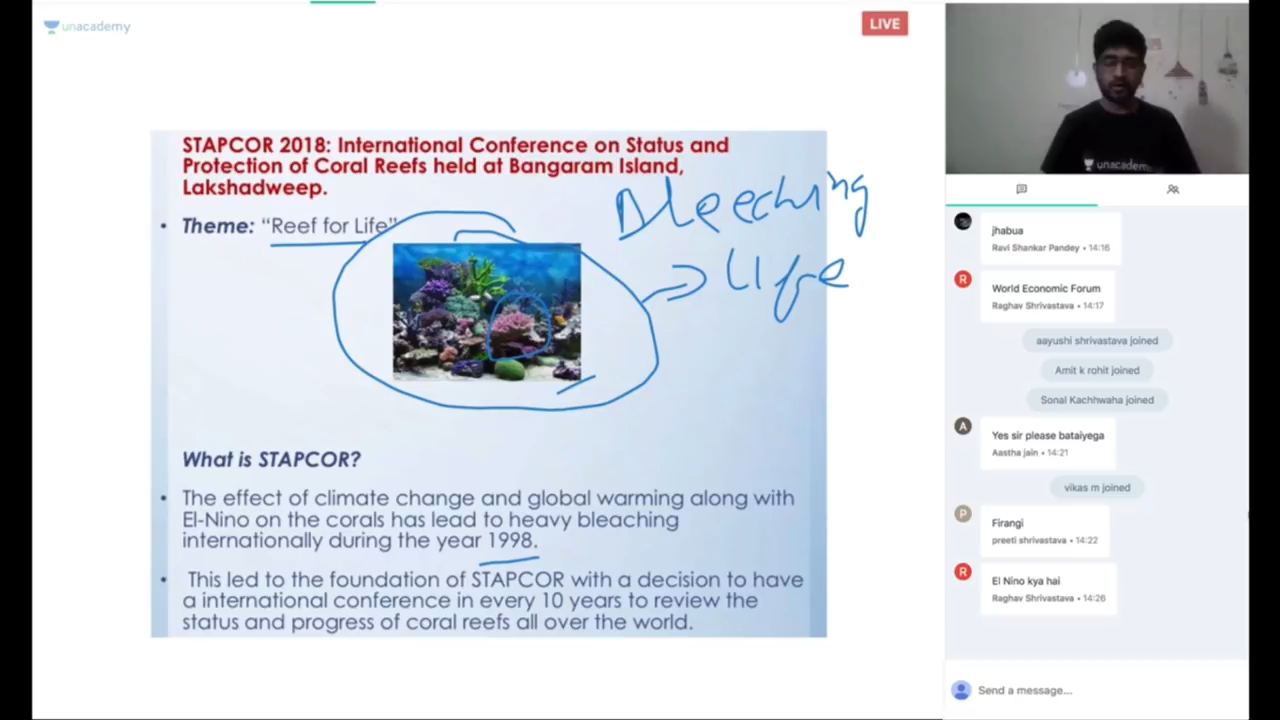 unacademy
LIVE
STAPCOR 2018: International Conference on Status and
Protection of Coral Reefs held at Bangaram Island,
Lakshadweep.
• Theme: “Reef for Life”
Bleeching
Life
What is STAPCOR?
• The effect of climate change and global warming along with
El-Nino on the corals has lead to heavy bleaching
internationally during the year 1998.
• This led to the foundation of STAPCOR with a decision to have
a international conference in every 10 years to review the
status and progress of coral reefs all over the world.
unacademy
jhabua
Ravi Shankar Pandey • 14:16
R
World Economic Forum
Raghav Shrivastava • 14:17
aayushi shrivastava joined
Amit k rohit joined
Sonal Kachhwaha joined
A
Yes sir please bataiyega
Aastha jain • 14:21
vikas m joined
P
Firangi
preeti shrivastava • 14:22
R
El Nino kya hai
Raghav Shrivastava • 14:26
Send a message...